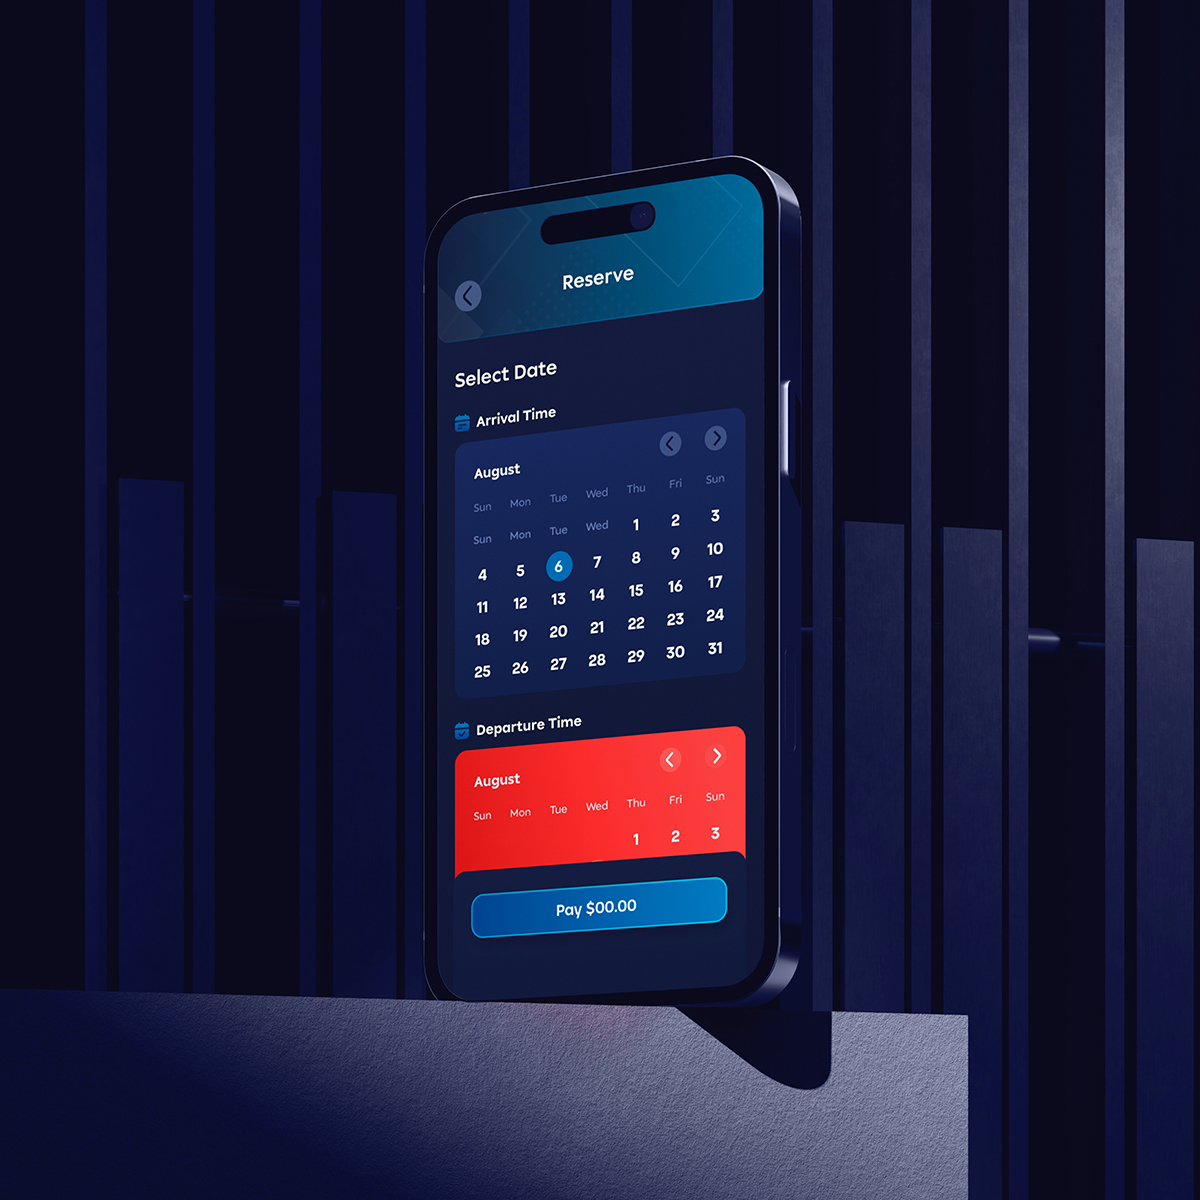 Reserve
Select Date
Arrival Time
August
Sun Mon Tue Wed Thu Fri Sun
Sun Mon Tue Wed 1 2 3
4 5 6 7 8 9 10
11 12 13 14 15 16 17
18 19 20 21 22 23 24
25 26 27 28 29 30 31
Departure Time
August
Sun Mon Tue Wed Thu Fri Sun
1 2 3
Pay $00.00